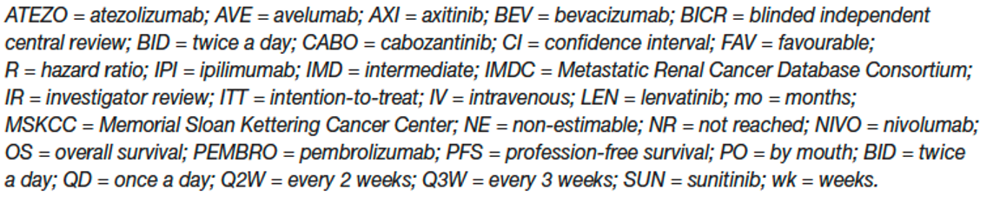 ATEZO = atezolizumab; AVE = avelumab; AXI = axitinib; BEV = bevacizumab; BICR = blinded independent
central review; BID = twice a day; CABO = cabozantinib; CI = confidence interval; FAV = favourable;
R = hazard ratio; IPI = ipilimumab; IMD = intermediate; IMDC = Metastatic Renal Cancer Database Consortium;
IR = investigator review; ITT = intention-to-treat; IV = intravenous; LEN = lenvatinib; mo = months;
MSKCC = Memorial Sloan Kettering Cancer Center; NE = non-estimable; NR = not reached; NIVO = nivolumab;
OS = overall survival; PEMBRO = pembrolizumab; PFS = profession-free survival; PO = by mouth; BID = twice
a day; QD = once a day; Q2W = every 2 weeks; Q3W = every 3 weeks; SUN = sunitinib; wk = weeks.